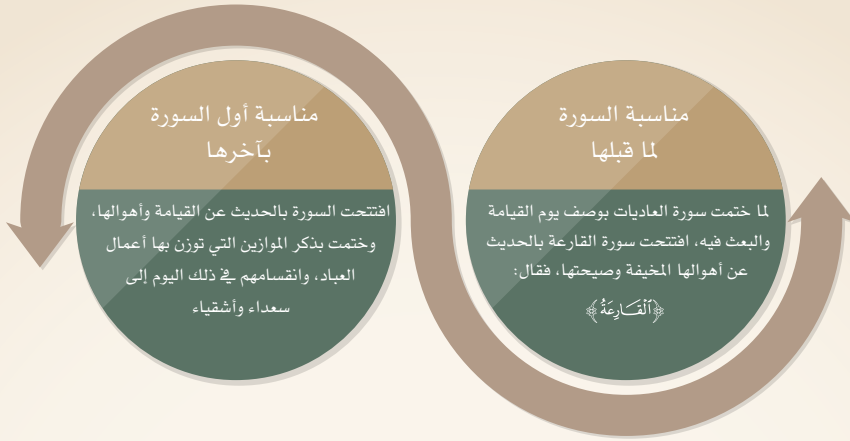 مناسبة السورة
لما قبلها
لما ختمت سورة العاديات بوصف يوم القيامة
والبعث فيه، افتتحت سورة القارعة بالحديث
عن أهوالها المخيفة وصيحتها، فقال:
﴿ٱلۡقَارِعَةُ﴾
مناسبة أول السورة
بآخرها
افتتحت السورة بالحديث عن القيامة وأهوالها،
وختمت بذكر الموازين التي توزن بها أعمال
العباد، وانقسامهم في ذلك اليوم إلى
سعداء وأشقياء